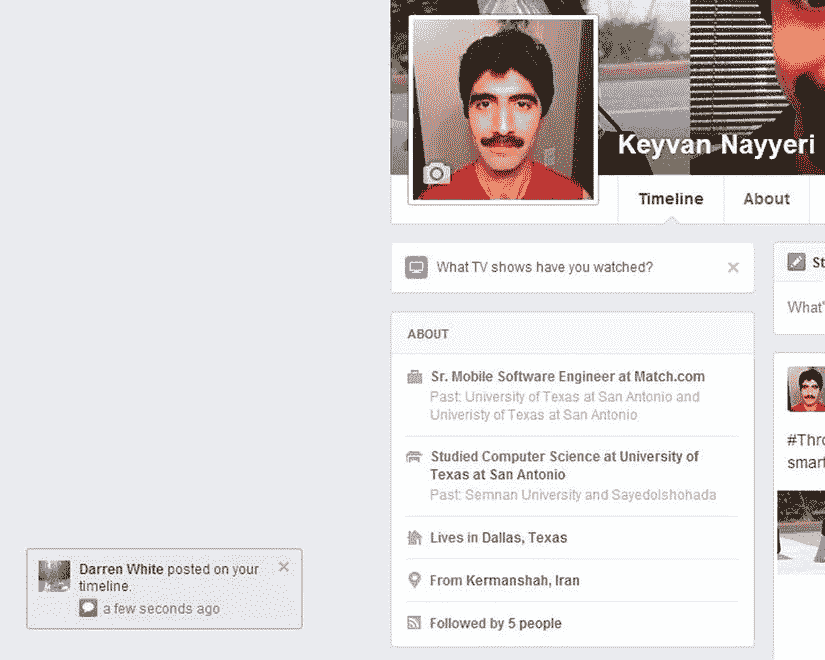 Keyvan Nayyeri
Timeline
About
What TV shows have you watched?
ABOUT
Sr. Mobile Software Engineer at Match.com
Past: University of Texas at San Antonio and
Univeristy of Texas at San Antonio
Studied Computer Science at University of
Texas at San Antonio
Past: Semnan University and Sayedolshohada
Lives in Dallas, Texas
From Kermanshah, Iran
Followed by 5 people
Darren White posted on your
timeline.
a few seconds ago
St
What'
#Thro
smart